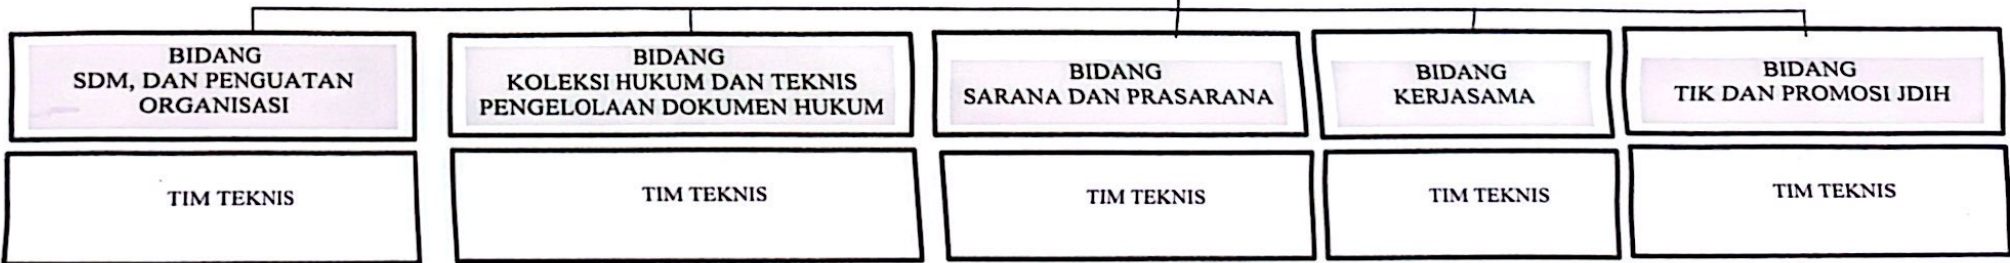 BIDANG
SDM, DAN PENGUATAN
ORGANISASI
BIDANG
KOLEKSI HUKUM DAN TEKNIS
PENGELOLAAN DOKUMEN HUKUM
BIDANG
SARANA DAN PRASARANA
BIDANG
KERJASAMA
BIDANG
TIK DAN PROMOSI JDIH
TIM TEKNIS
TIM TEKNIS
TIM TEKNIS
TIM TEKNIS
TIM TEKNIS